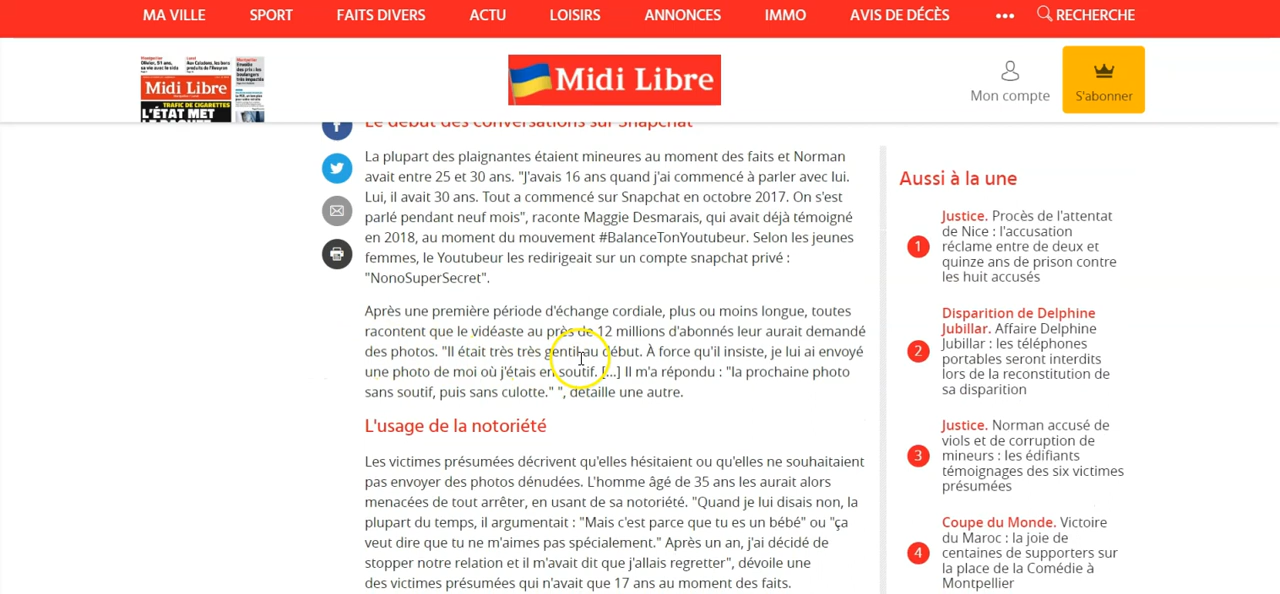 MA VILLE SPORT FAITS DIVERS ACTU LOISIRS ANNONCES IMMO AVIS DE DÉCÈS ••• RECHERCHE
Midi Libre
TRAFIC DE CIGARETTES
L'ÉTAT MET
Midi Libre
Mon compte
S'abonner
Le début des conversations sur Snapchat
La plupart des plaignantes étaient mineures au moment des faits et Norman
avait entre 25 et 30 ans. "J'avais 16 ans quand j'ai commencé à parler avec lui.
Lui, il avait 30 ans. Tout a commencé sur Snapchat en octobre 2017. On s'est
parlé pendant neuf mois", raconte Maggie Desmarais, qui avait déjà témoigné
en 2018, au moment du mouvement #BalanceTonYoutubeur. Selon les jeunes
femmes, le Youtubeur les redirigeait sur un compte snapchat privé :
"NonoSuperSecret".
Après une première période d'échange cordiale, plus ou moins longue, toutes
racontent que le vidéaste au près de 12 millions d'abonnés leur aurait demandé
des photos. "Il était très très gentil au début. À force qu'il insiste, je lui ai envoyé
une photo de moi où j'étais en soutif. [...] Il m'a répondu : "la prochaine photo
sans soutif, puis sans culotte." ", détaille une autre.
L'usage de la notoriété
Les victimes présumées décrivent qu'elles hésitaient ou qu'elles ne souhaitaient
pas envoyer des photos dénudées. L'homme âgé de 35 ans les aurait alors
menacées de tout arrêter, en usant de sa notoriété. "Quand je lui disais non, la
plupart du temps, il argumentait : "Mais c'est parce que tu es un bébé" ou "ça
veut dire que tu ne m'aimes pas spécialement." Après un an, j'ai décidé de
stopper notre relation et il m'avait dit que j'allais regretter", dévoile une
des victimes présumées qui n'avait que 17 ans au moment des faits.
Aussi à la une
1
Justice. Procès de l'attentat
de Nice : l'accusation
réclame entre de deux et
quinze ans de prison contre
les huit accusés
2
Disparition de Delphine
Jubillar. Affaire Delphine
Jubillar : les téléphones
portables seront interdits
lors de la reconstitution de
sa disparition
3
Justice. Norman accusé de
viols et de corruption de
mineurs : les édifiants
témoignages des six victimes
présumées
4
Coupe du Monde. Victoire
du Maroc : la joie de
centaines de supporters sur
la place de la Comédie à
Montpellier